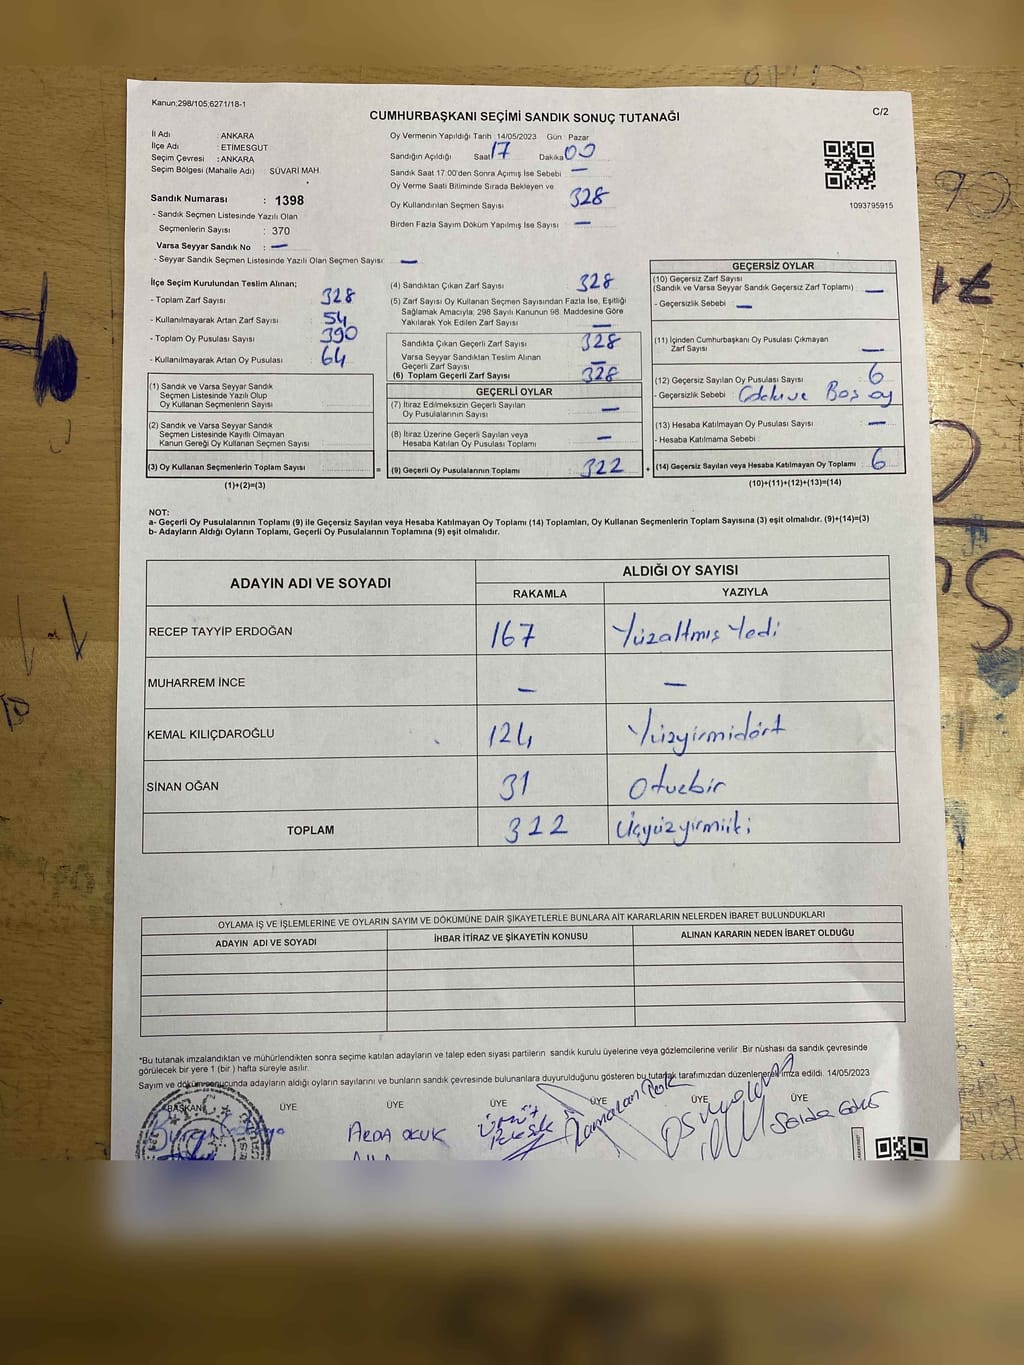 Kanun;298/105;6271/18-1
CUMHURBAŞKANI SEÇİMİ SANDIK SONUÇ TUTANAĞI
C/2
İl Adı : ANKARA
İlçe Adı : ETİMESGUT
Seçim Çevresi : ANKARA
Seçim Bölgesi (Mahalle Adı) SÜVARİ MAH.
Sandık Numarası : 1398
- Sandık Seçmen Listesinde Yazılı Olan
Seçmenlerin Sayısı : 370
Varsa Seyyar Sandık No : —
- Seyyar Sandık Seçmen Listesinde Yazılı Olan Seçmen Sayısı —
Oy Vermenin Yapıldığı Tarih :14/05/2023 Gün Pazar
Sandığın Açıldığı Saat 17 Dakika 00
Sandık Saat 17:00'den Sonra Açımış İse Sebebi —
Oy Verme Saati Bitiminde Sırada Bekleyen ve
Oy Kullandırılan Seçmen Sayısı 328
Birden Fazla Sayım Döküm Yapılmış İse Sayısı —
1093795915
İlçe Seçim Kurulundan Teslim Alınan;
- Toplam Zarf Sayısı 328
- Kullanılmayarak Artan Zarf Sayısı 54
- Toplam Oy Pusulası Sayısı 390
- Kullanılmayarak Artan Oy Pusulası 64
(1) Sandık ve Varsa Seyyar Sandık
Seçmen Listesinde Yazılı Olup
Oy Kullanan Seçmenlerin Sayısı
(2) Sandık ve Varsa Seyyar Sandık
Seçmen Listesinde Kayıtlı Olmayan
Kanun Gereği Oy Kullanan Seçmen Sayısı
(3) Oy Kullanan Seçmenlerin Toplam Sayısı =
(1)+(2)=(3)
(4) Sandıktan Çıkan Zarf Sayısı 328
(5) Zarf Sayısı Oy Kullanan Seçmen Sayısından Fazla İse, Eşitliği
Sağlamak Amacıyla; 298 Sayılı Kanunun 98. Maddesine Göre
Yakılarak Yok Edilen Zarf Sayısı —
Sandıkta Çıkan Geçerli Zarf Sayısı 328
Varsa Seyyar Sandıktan Teslim Alınan
Geçerli Zarf Sayısı —
(6) Toplam Geçerli Zarf Sayısı 328
GEÇERLİ OYLAR
(7) İtiraz Edilmeksizin Geçerli Sayılan
Oy Pusulalarının Sayısı —
(8) İtiraz Üzerine Geçerli Sayılan veya
Hesaba Katılan Oy Pusulası Toplamı —
(9) Geçerli Oy Pusulalarının Toplamı 322 +
GEÇERSİZ OYLAR
(10) Geçersiz Zarf Sayısı
(Sandık ve Varsa Seyyar Sandık Geçersiz Zarf Toplamı) —
- Geçersizlik Sebebi —
(11) İçinden Cumhurbaşkanı Oy Pusulası Çıkmayan
Zarf Sayısı —
(12) Geçersiz Sayılan Oy Pusulası Sayısı 6
- Geçersizlik Sebebi : ve Boş oy
(13) Hesaba Katılmayan Oy Pusulası Sayısı —
- Hesaba Katılmama Sebebi
(14) Geçersiz Sayılan veya Hesaba Katılmayan Oy Toplamı 6
(10)+(11)+(12)+(13)=(14)
NOT:
a- Geçerli Oy Pusulalarının Toplamı (9) ile Geçersiz Sayılan veya Hesaba Katılmayan Oy Toplamı (14) Toplamları, Oy Kullanan Seçmenlerin Toplam Sayısına (3) eşit olmalıdır. (9)+(14)=(3)
b- Adayların Aldığı Oyların Toplamı, Geçerli Oy Pusulalarının Toplamına (9) eşit olmalıdır.
ADAYIN ADI VE SOYADI
ALDIĞI OY SAYISI
RAKAMLA YAZIYLA
RECEP TAYYİP ERDOĞAN 167 Yüzaltmış Yedi
MUHARREM İNCE — —
KEMAL KILIÇDAROĞLU 124 Yüzyirmidört
SİNAN OĞAN 31 Otuzbir
TOPLAM 322 Üçyüzyirmiiki
OYLAMA İŞ VE İŞLEMLERİNE VE OYLARIN SAYIM VE DÖKÜMÜNE DAİR ŞİKAYETLERLE BUNLARA AİT KARARLARIN NELERDEN İBARET BULUNDUKLARI
ADAYIN ADI VE SOYADI İHBAR İTİRAZ VE ŞİKAYETİN KONUSU ALINAN KARARIN NEDEN İBARET OLDUĞU
*Bu tutanak imzalandıktan ve mühürlendikten sonra seçime katılan adayların ve talep eden siyasi partilerin sandık kurulu üyelerine veya gözlemcilerine verilir. Bir nüshası da sandık çevresinde
görülecek bir yere 1 (bir) hafta süreyle asılır.
Sayım ve döküm sonucunda adayların aldığı oyların sayılarını ve bunların sandık çevresinde bulunanlara duyurulduğunu gösteren bu tutanak tarafımızdan düzenlenerek imza edildi. 14/05/2023
BAŞKAN ÜYE ÜYE ÜYE ÜYE ÜYE ÜYE
ARDA OKUK
Ramazan
Selda